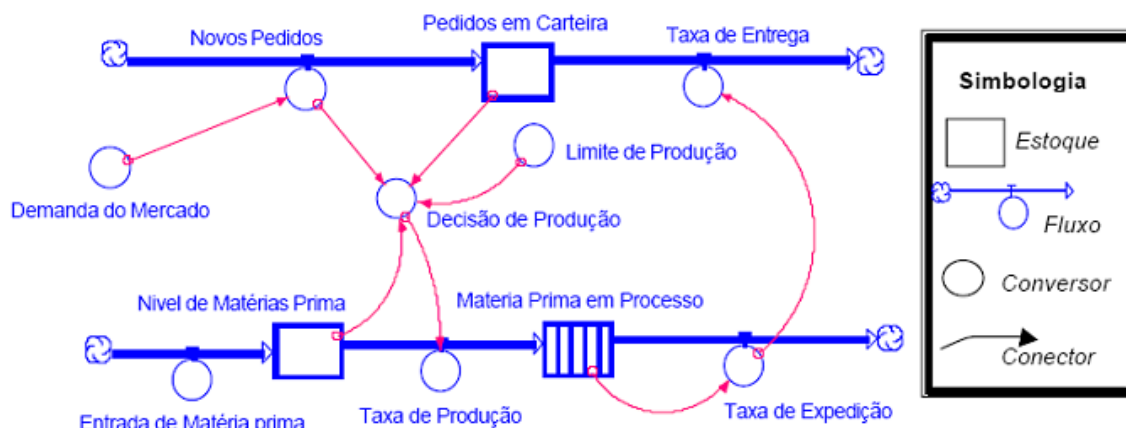 Novos Pedidos
Pedidos em Carteira
Taxa de Entrega
Limite de Produção
Demanda do Mercado
Decisão de Produção
Nivel de Matérias Prima
Materia Prima em Processo
Entrada de Matéria prima
Taxa de Produção
Taxa de Expedição
Simbologia
Estoque
Fluxo
Conversor
Conector